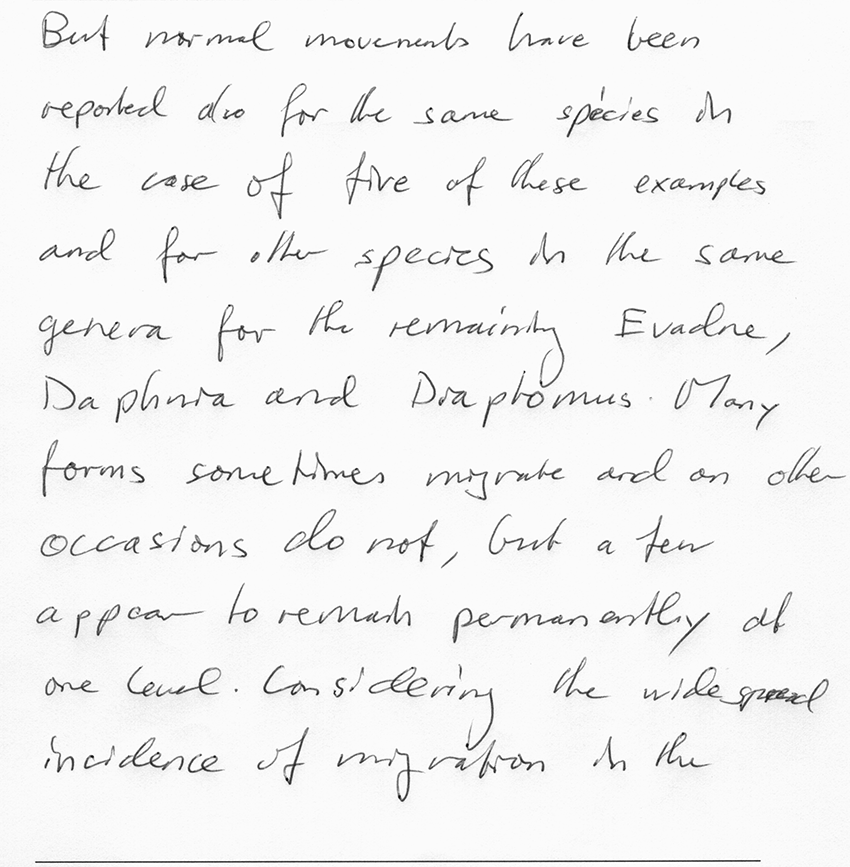 But normal movements have been
reported also for the same species in
the case of five of these examples
and for other species in the same
genera for the remaining Evadne,
Daphnia and Diaptomus. Many
forms sometimes migrate and on other
occasions do not, but a few
appear to remain permanently at
one level. Considering the widespread
incidence of migration in the